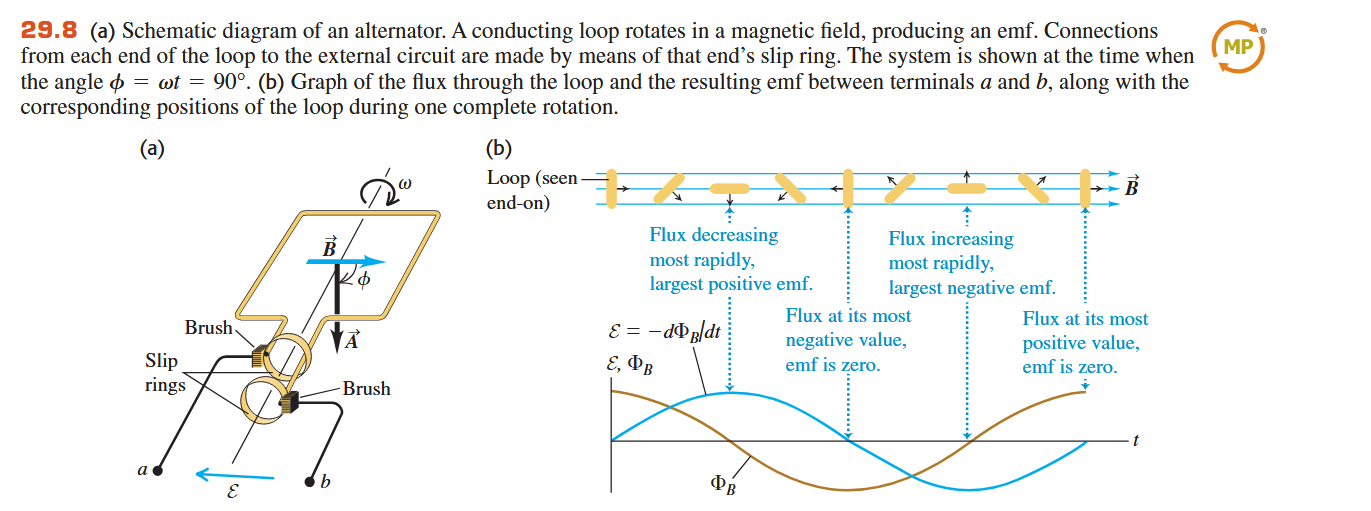 29.8 (a) Schematic diagram of an alternator. A conducting loop rotates in a magnetic field, producing an emf. Connections
from each end of the loop to the external circuit are made by means of that end's slip ring. The system is shown at the time when
the angle ϕ = ωt = 90°. (b) Graph of the flux through the loop and the resulting emf between terminals a and b, along with the
corresponding positions of the loop during one complete rotation.
MP®
(a)
ω
B⃗
ϕ
Brush
A⃗
Slip
rings
Brush
a
b
ℰ
(b)
Loop (seen
end-on)
B⃗
Flux decreasing
most rapidly,
largest positive emf.
Flux increasing
most rapidly,
largest negative emf.
Flux at its most
negative value,
emf is zero.
Flux at its most
positive value,
emf is zero.
ℰ = −dΦB/dt
ℰ, ΦB
t
ΦB